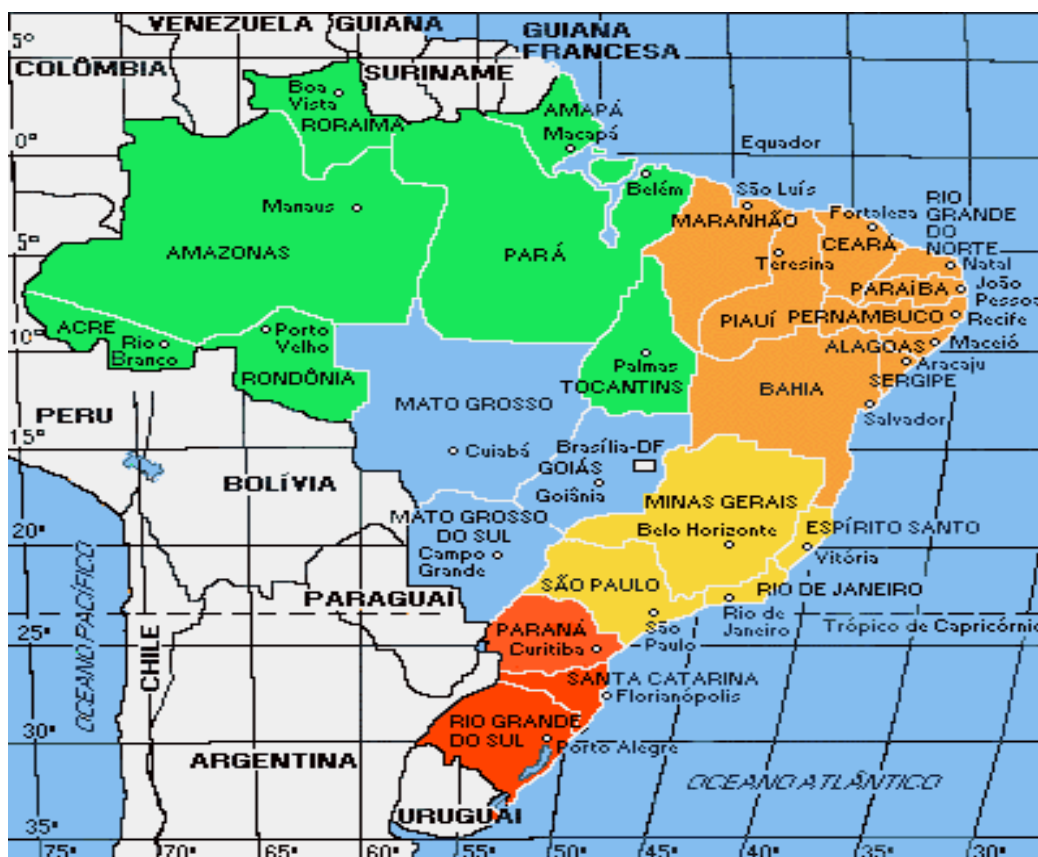 VENEZUELA
GUIANA
GUIANA
FRANCESA
5°
COLÔMBIA
SURINAME
Boa
Vista
RORAIMA
AMAPÁ
Macapá
0°
Equador
Belém
São Luís
RIO
GRANDE
DO
NORTE
Manaus
MARANHÃO
Fortaleza
CEARÁ
5°
AMAZONAS
PARÁ
Teresina
Natal
PARAÍBA
João
Pessoa
ACRE
Rio
Branco
Porto
Velho
PIAUÍ
PERNAMBUCO
Recife
10°
RONDÔNIA
Palmas
TOCANTINS
ALAGOAS
Maceió
Aracaju
SERGIPE
BAHIA
Salvador
PERU
MATO GROSSO
15°
Cuiabá
Brasília-DF
GOIÁS
Goiânia
BOLÍVIA
MINAS GERAIS
MATO GROSSO
DO SUL
Campo
Grande
Belo Horizonte
ESPÍRITO SANTO
Vitória
20°
OCEANO PACÍFICO
PARAGUAI
SÃO PAULO
RIO DE JANEIRO
São
Paulo
Rio de
Janeiro
Trópico de Capricórnio
25°
CHILE
PARANÁ
Curitiba
SANTA CATARINA
Florianópolis
RIO GRANDE
DO SUL
Porto Alegre
30°
ARGENTINA
OCEANO ATLÂNTICO
URUGUAI
35°
75°
70°
65°
60°
55°
50°
45°
40°
35°
30°